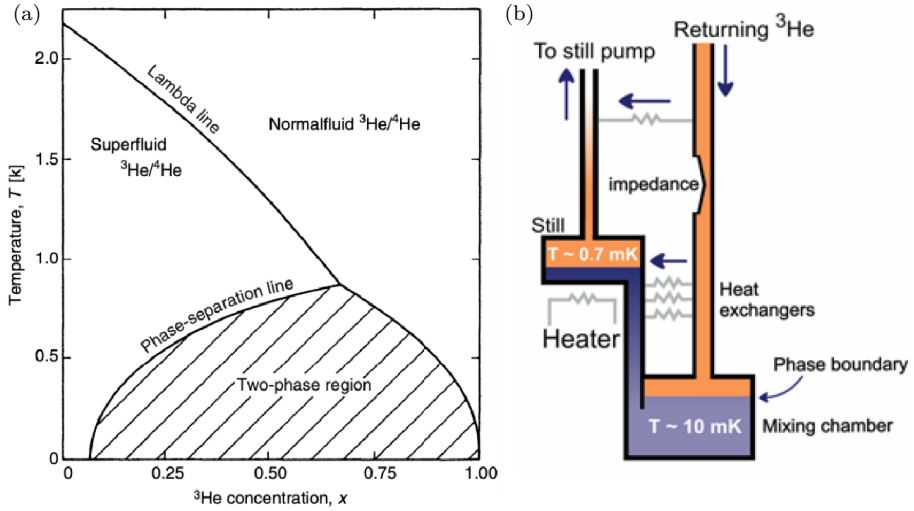 (a)
2.0
1.5
1.0
0.5
0
Temperature, T [k]
Lambda line
Normalfluid ³He/⁴He
Superfluid
³He/⁴He
Phase-separation line
Two-phase region
0
0.25
0.50
0.75
1.00
³He concentration, x
(b)
Returning ³He
To still pump
impedance
Still
T ~ 0.7 mK
Heater
Heat
exchangers
Phase boundary
T ~ 10 mK
Mixing chamber